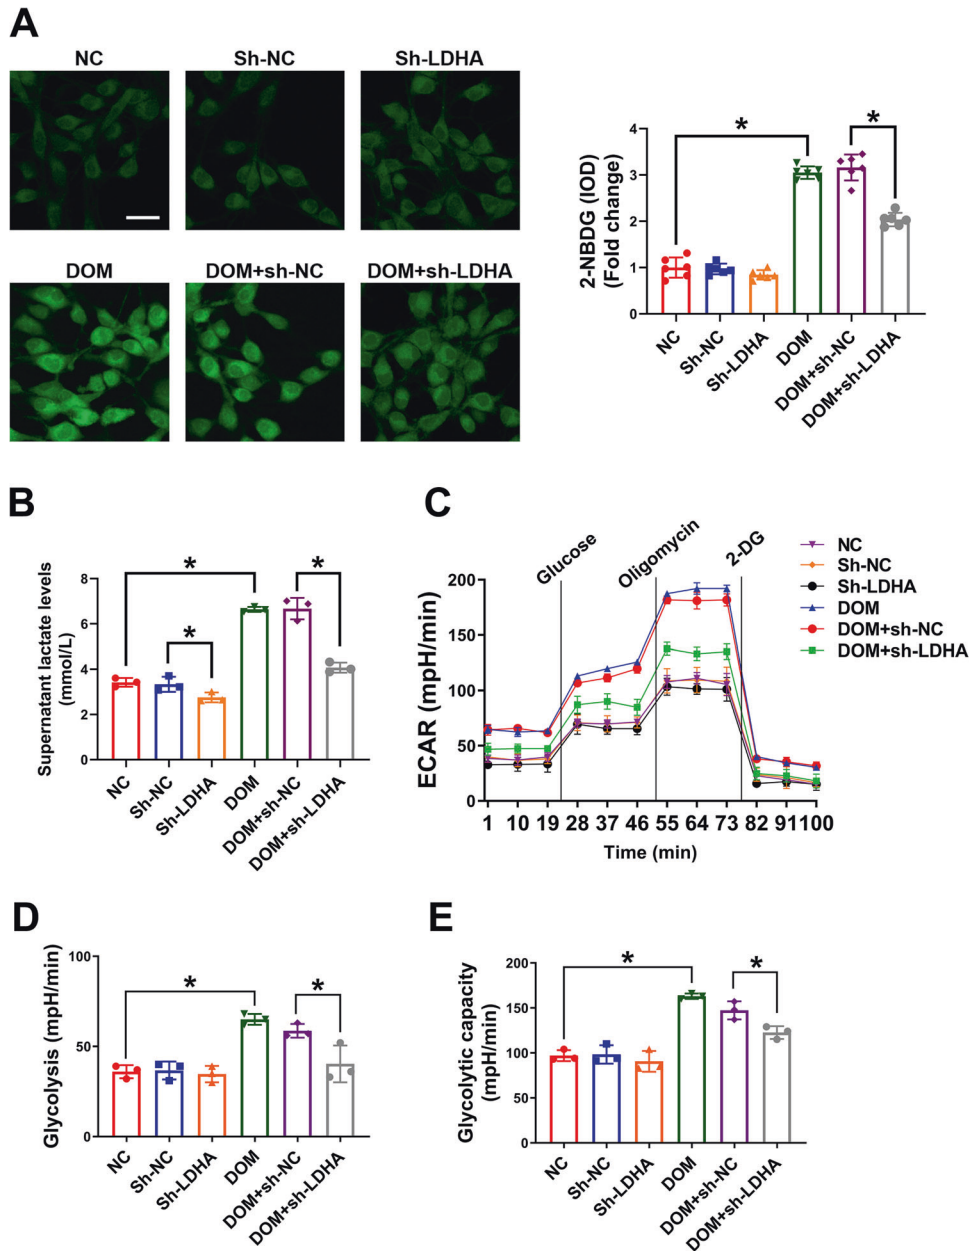 A
NC
Sh-NC
Sh-LDHA
DOM
DOM+sh-NC
DOM+sh-LDHA
2-NBDG (IOD)
(Fold change)
4
3
2
1
0
*
*
NC
Sh-NC
Sh-LDHA
DOM
DOM+sh-NC
DOM+sh-LDHA
B
Supernatant lactate levels
(mmol/L)
8
6
4
2
0
*
*
*
NC
Sh-NC
Sh-LDHA
DOM
DOM+sh-NC
DOM+sh-LDHA
C
Glucose
Oligomycin
2-DG
ECAR (mpH/min)
200
150
100
50
0
1 10 19 28 37 46 55 64 73 82 91 100
Time (min)
NC
Sh-NC
Sh-LDHA
DOM
DOM+sh-NC
DOM+sh-LDHA
D
Glycolysis (mpH/min)
100
50
0
*
*
NC
Sh-NC
Sh-LDHA
DOM
DOM+sh-NC
DOM+sh-LDHA
E
Glycolytic capacity
(mpH/min)
200
150
100
50
0
*
*
NC
Sh-NC
Sh-LDHA
DOM
DOM+sh-NC
DOM+sh-LDHA